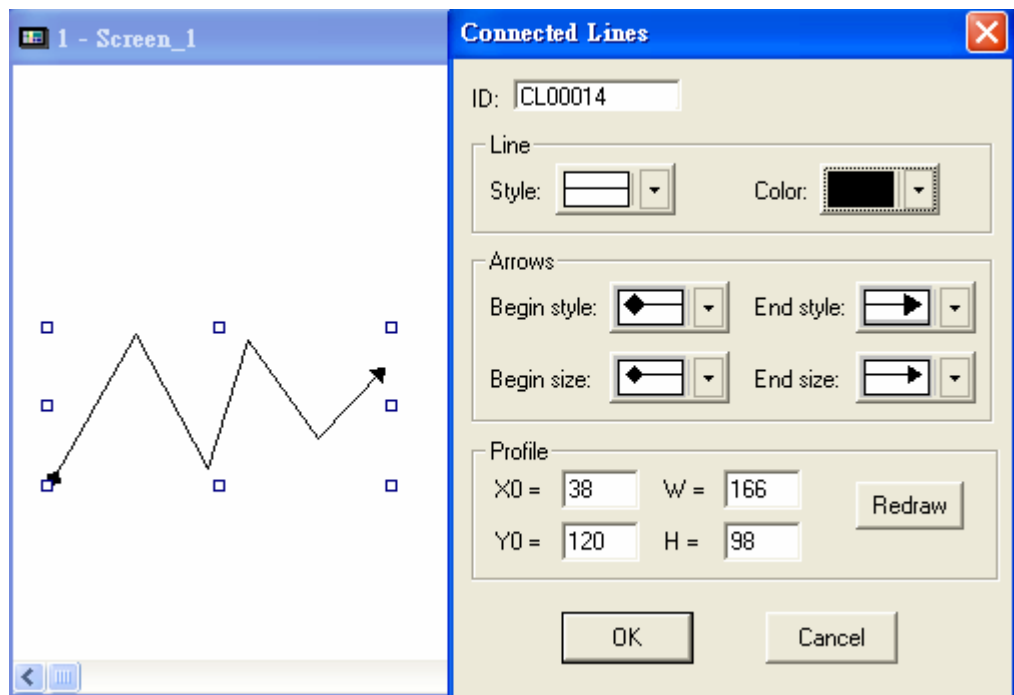 1 - Screen_1
Connected Lines
ID: CL00014
Line
Style: Color:
Arrows
Begin style: End style:
Begin size: End size:
Profile
X0 = 38 W = 166
Redraw
Y0 = 120 H = 98
OK Cancel